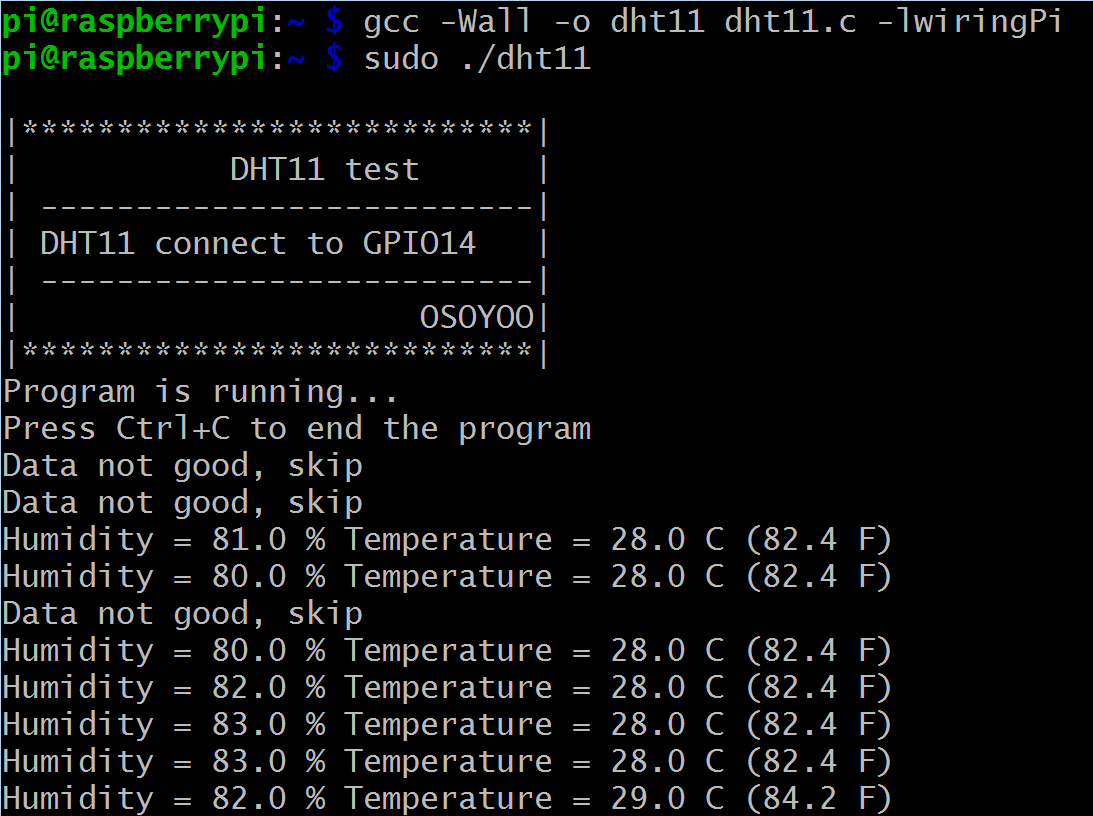 pi@raspberrypi:~ $ gcc -Wall -o dht11 dht11.c -lwiringPi
pi@raspberrypi:~ $ sudo ./dht11
|***************************|
|           DHT11 test      |
| --------------------------|
| DHT11 connect to GPIO14   |
| --------------------------|
|                     OSOYOO|
|***************************|
Program is running...
Press Ctrl+C to end the program
Data not good, skip
Data not good, skip
Humidity = 81.0 % Temperature = 28.0 C (82.4 F)
Humidity = 80.0 % Temperature = 28.0 C (82.4 F)
Data not good, skip
Humidity = 80.0 % Temperature = 28.0 C (82.4 F)
Humidity = 82.0 % Temperature = 28.0 C (82.4 F)
Humidity = 83.0 % Temperature = 28.0 C (82.4 F)
Humidity = 83.0 % Temperature = 28.0 C (82.4 F)
Humidity = 82.0 % Temperature = 29.0 C (84.2 F)